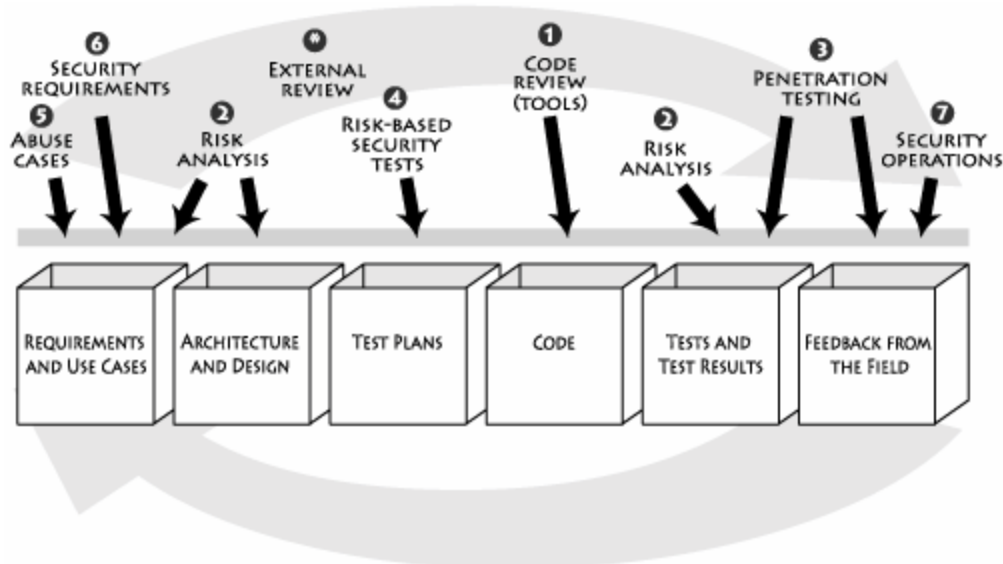 6
SECURITY
REQUIREMENTS
5
ABUSE
CASES
2
RISK
ANALYSIS
*
EXTERNAL
REVIEW
4
RISK-BASED
SECURITY
TESTS
1
CODE
REVIEW
(TOOLS)
2
RISK
ANALYSIS
3
PENETRATION
TESTING
7
SECURITY
OPERATIONS
REQUIREMENTS
AND USE CASES
ARCHITECTURE
AND DESIGN
TEST PLANS
CODE
TESTS AND
TEST RESULTS
FEEDBACK FROM
THE FIELD